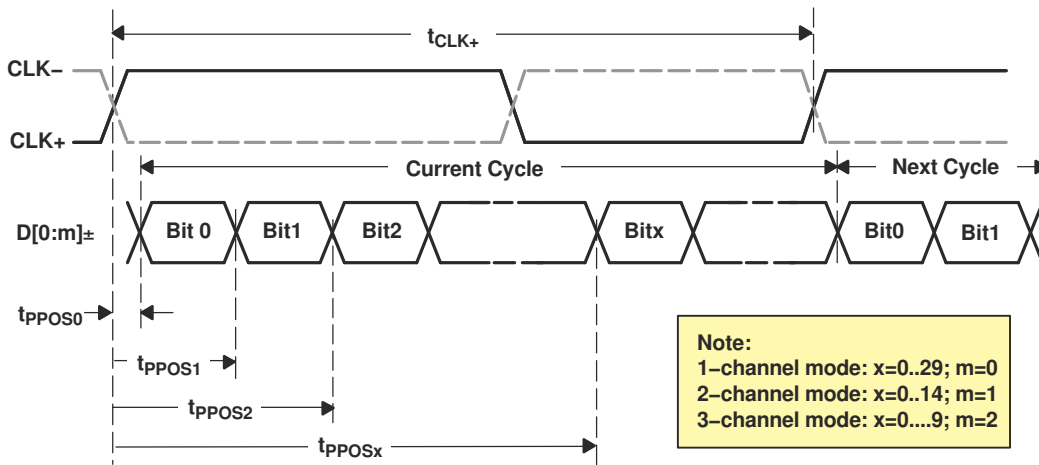 tCLK+
CLK–
CLK+
Current Cycle
Next Cycle
D[0:m]±
Bit 0
Bit1
Bit2
Bitx
Bit0
Bit1
tPPOS0
tPPOS1
tPPOS2
tPPOSx
Note:
1–channel mode: x=0..29; m=0
2–channel mode: x=0..14; m=1
3–channel mode: x=0....9; m=2